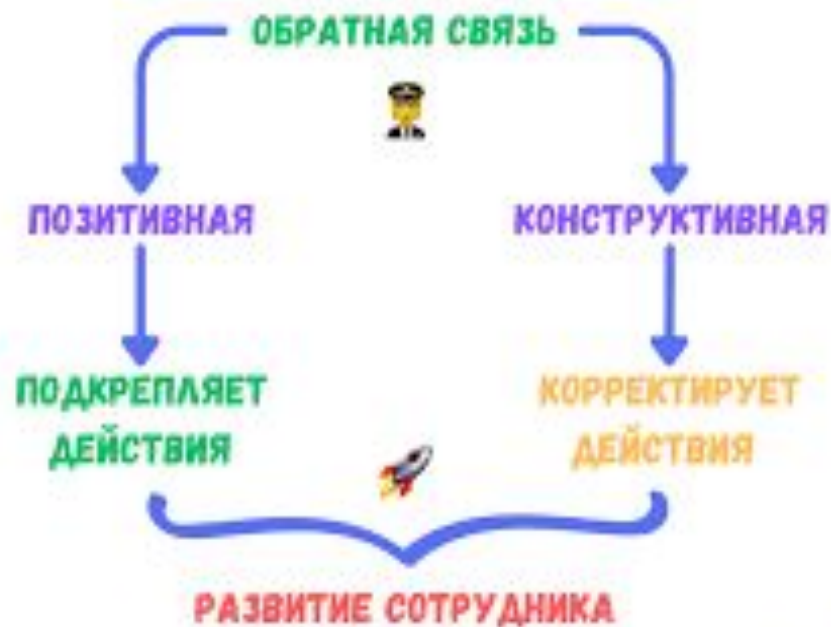 ОБРАТНАЯ СВЯЗЬ
ПОЗИТИВНАЯ
КОНСТРУКТИВНАЯ
ПОДКРЕПЛЯЕТ
ДЕЙСТВИЯ
КОРРЕКТИРУЕТ
ДЕЙСТВИЯ
РАЗВИТИЕ СОТРУДНИКА